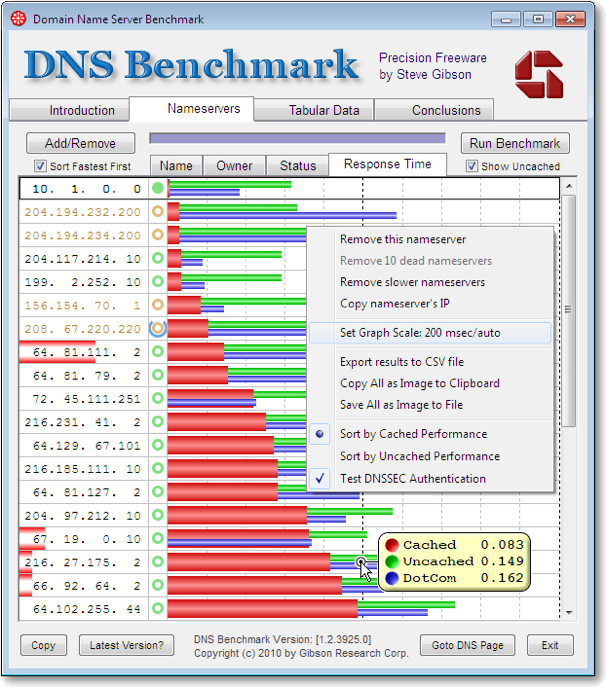 Domain Name Server Benchmark
DNS Benchmark
Precision Freeware
by Steve Gibson
Introduction
Nameservers
Tabular Data
Conclusions
Add/Remove
Run Benchmark
Sort Fastest First
Name
Owner
Status
Response Time
Show Uncached
10. 1. 0. 0
204.194.232.200
204.194.234.200
204.117.214. 10
199. 2.252. 10
156.154. 70. 1
208. 67.220.220
64. 81.111. 2
64. 81. 79. 2
72. 45.111.251
216.231. 41. 2
64.129. 67.101
216.185.111. 10
64. 81.127. 2
204. 97.212. 10
67. 19. 0. 10
216. 27.175. 2
66. 92. 64. 2
64.102.255. 44
Remove this nameserver
Remove 10 dead nameservers
Remove slower nameservers
Copy nameserver's IP
Set Graph Scale: 200 msec/auto
Export results to CSV file
Copy All as Image to Clipboard
Save All as Image to File
Sort by Cached Performance
Sort by Uncached Performance
Test DNSSEC Authentication
Cached 0.083
Uncached 0.149
DotCom 0.162
Copy
Latest Version?
DNS Benchmark Version: [1.2.3925.0]
Copyright (c) 2010 by Gibson Research Corp.
Goto DNS Page
Exit